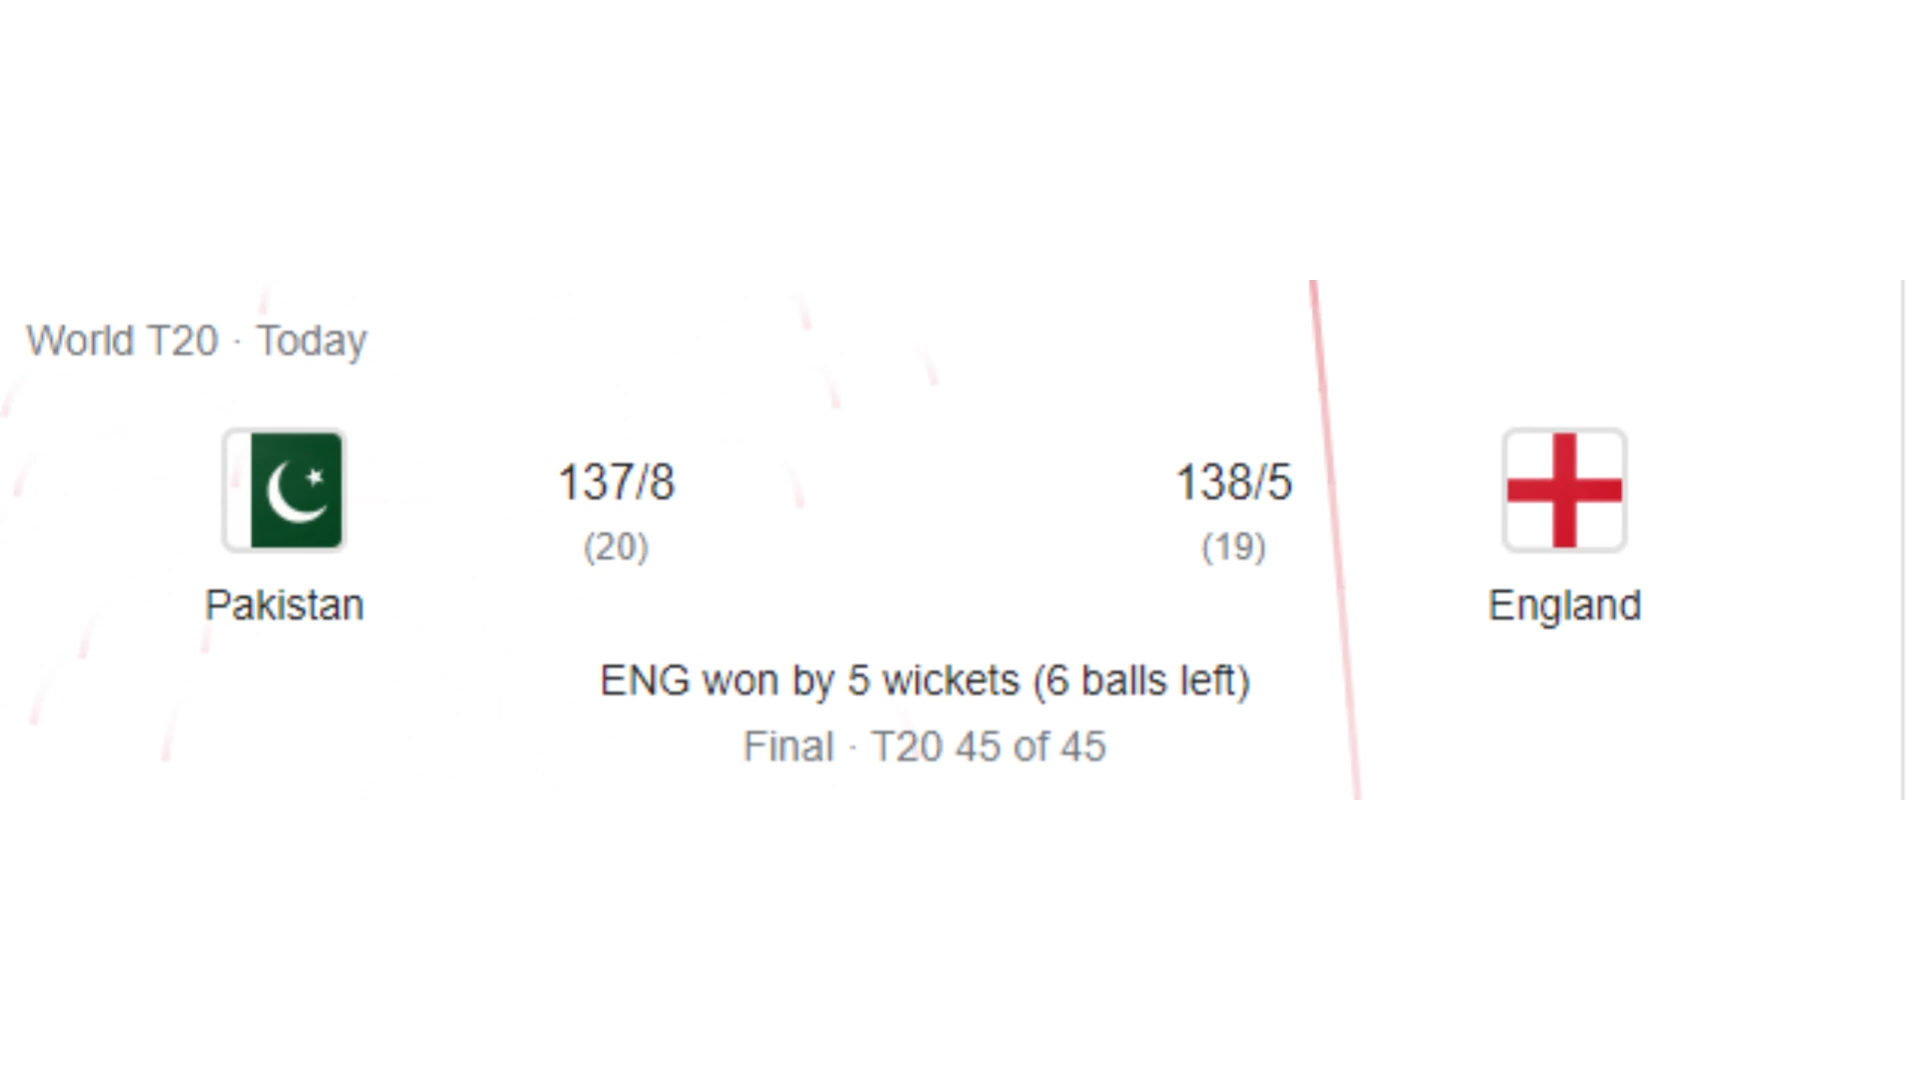 World T20 · Today
137/8
138/5
(20)
(19)
Pakistan
England
ENG won by 5 wickets (6 balls left)
Final · T20 45 of 45